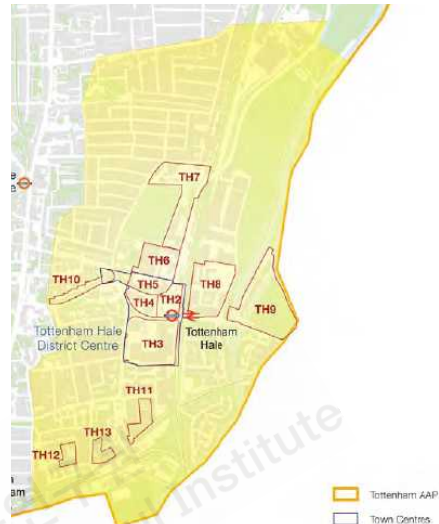 TH7
TH6
TH10
TH5
TH8
TH4
TH2
TH9
Tottenham Hale
District Centre
Tottenham
Hale
TH3
TH11
TH13
TH12
Institute
Tottenham AAP
Town Centres